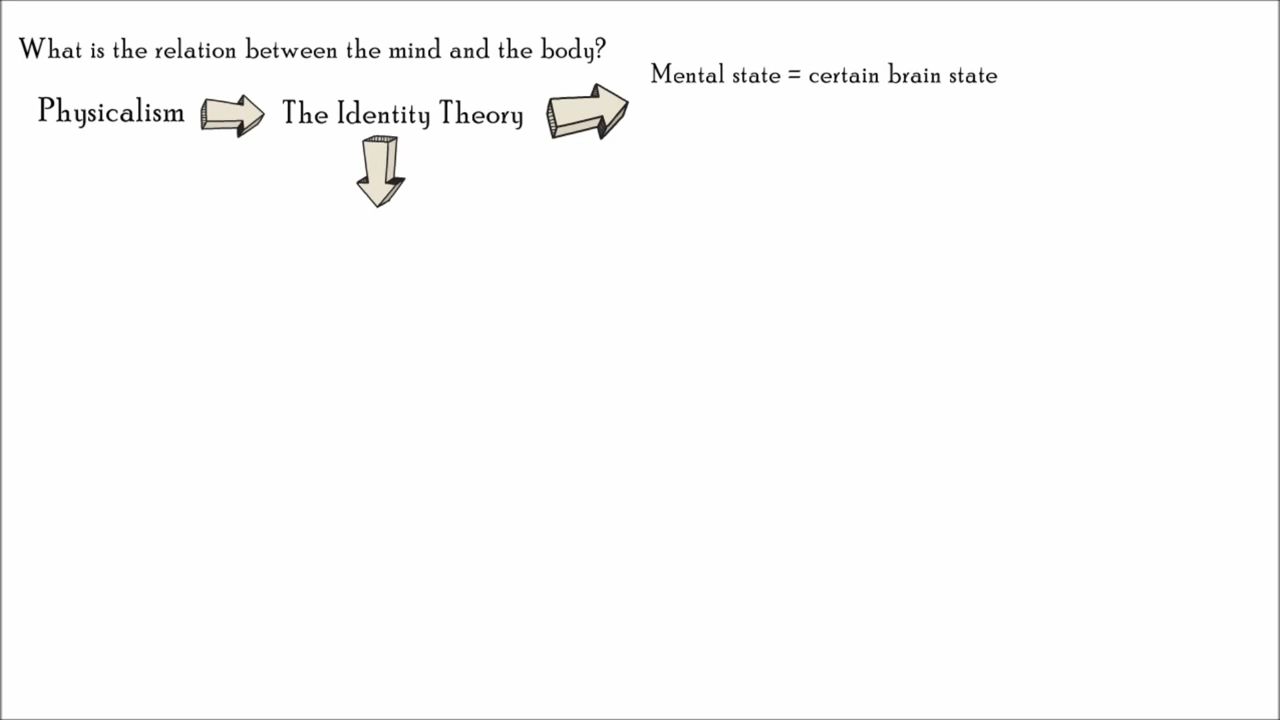 What is the relation between the mind and the body?
Mental state = certain brain state
Physicalism
The Identity Theory